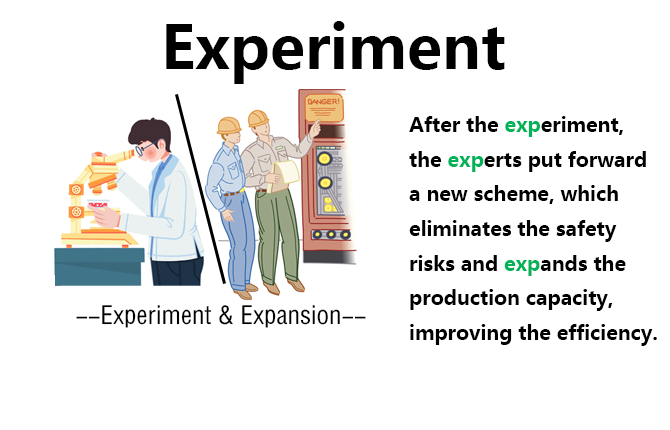 Experiment
DANGER!
After the experiment,
the experts put forward
a new scheme, which
eliminates the safety
risks and expands the
production capacity,
improving the efficiency.
--Experiment & Expansion--